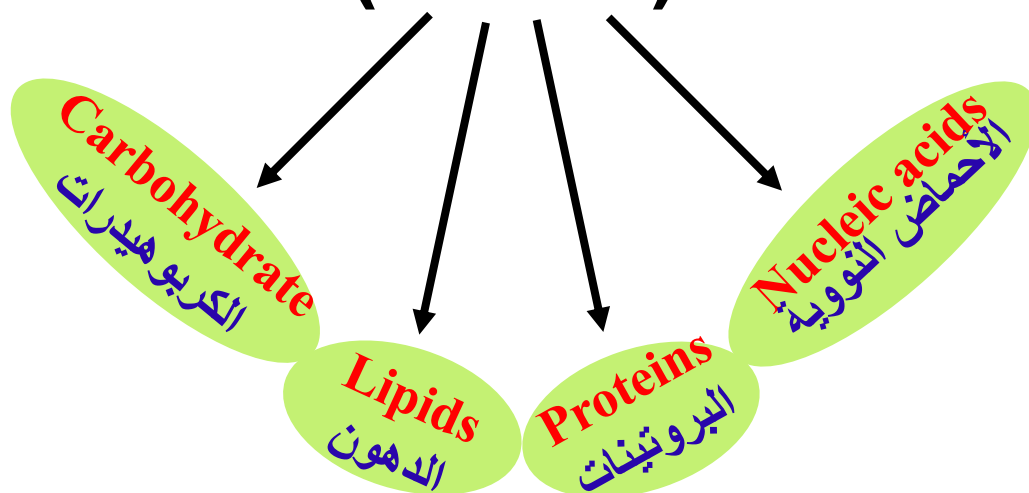 Carbohydrate
الكربوهيدرات
Lipids
الدهون
Proteins
البروتينات
Nucleic acids
الأحماض النووية